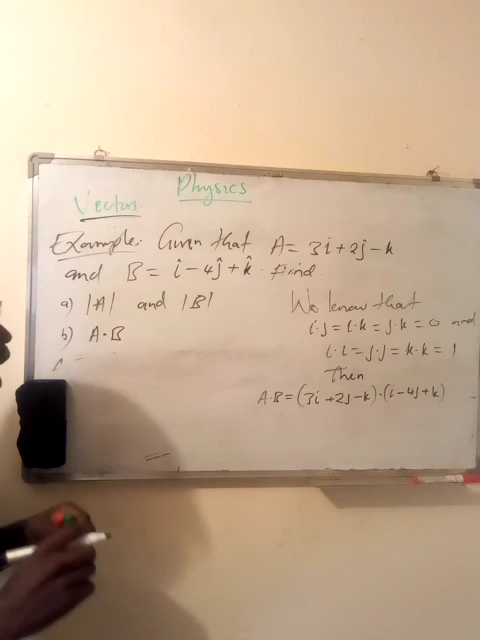 Physics
Vectors
Example: Given that A = 3i + 2j - k
and B = î - 4ĵ + k̂. Find
a) |A| and |B|
b) A·B
We know that
i·j = i·k = j·k = 0 and
i·i = j·j = k·k = 1
Then
A·B = (3i + 2j - k)·(i - 4j + k)